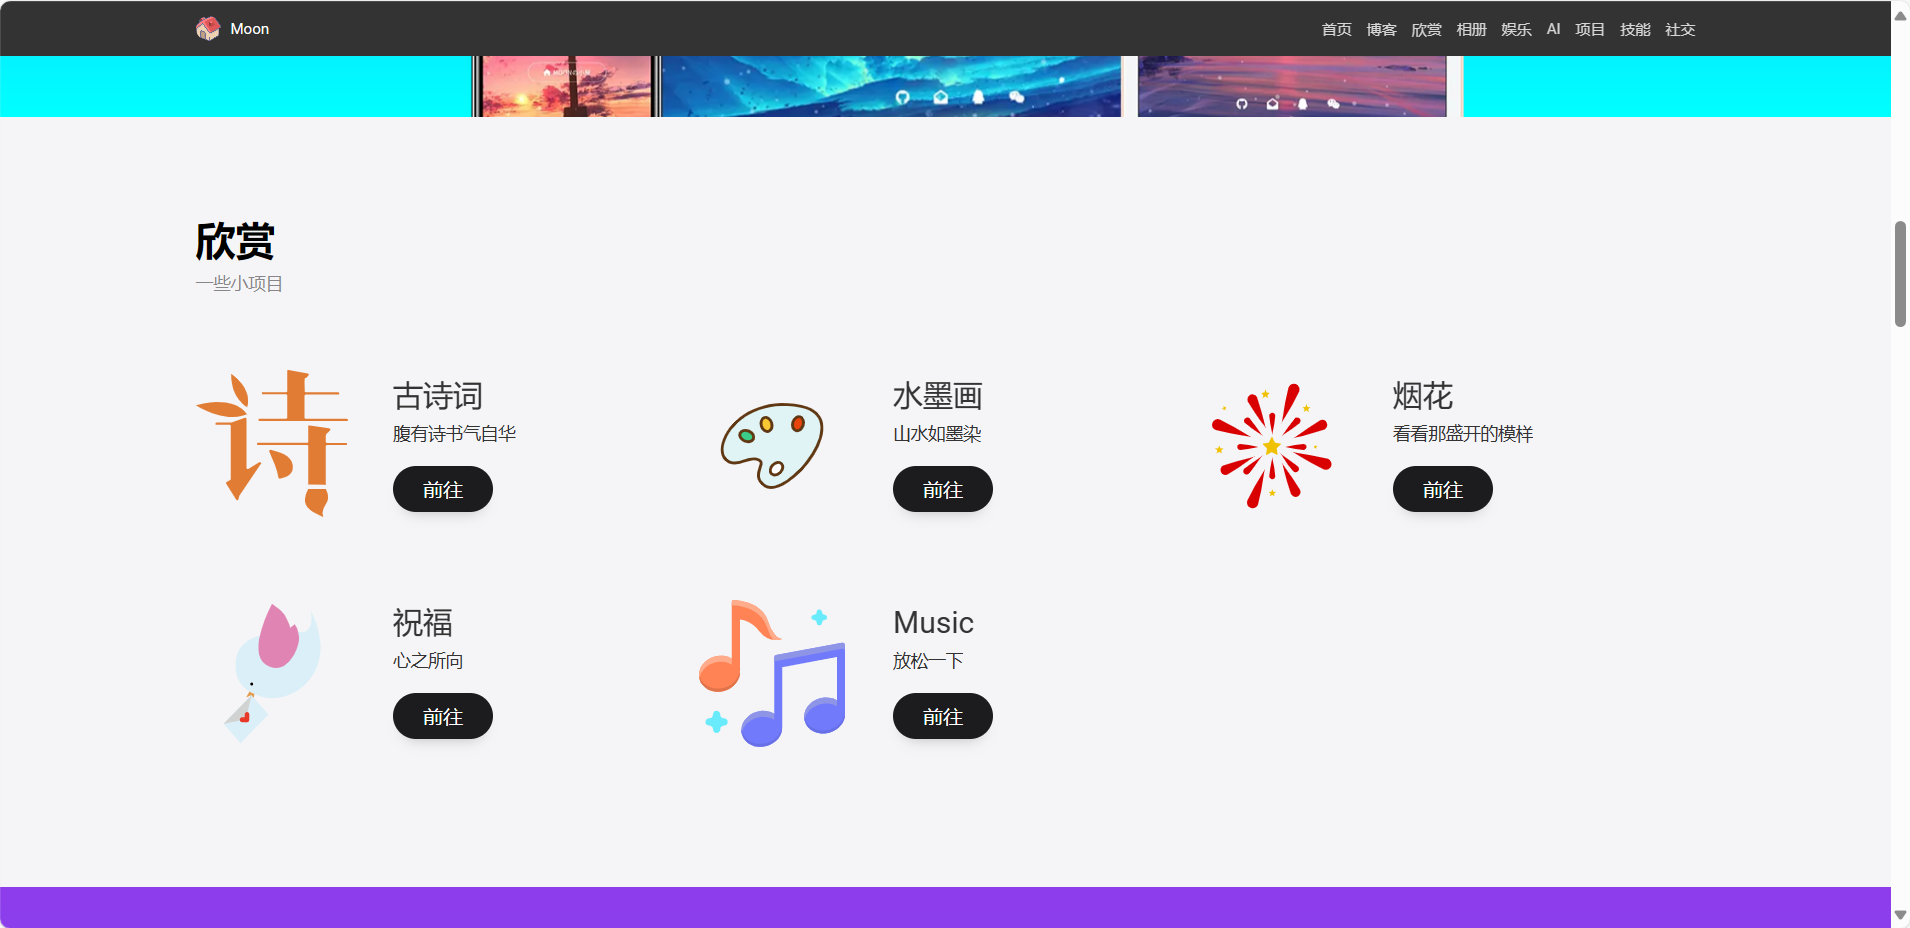 Moon
首页 博客 欣赏 相册 娱乐 AI 项目 技能 社交
欣赏
一些小项目
诗
古诗词
腹有诗书气自华
前往
水墨画
山水如墨染
前往
烟花
看看那盛开的模样
前往
祝福
心之所向
前往
Music
放松一下
前往